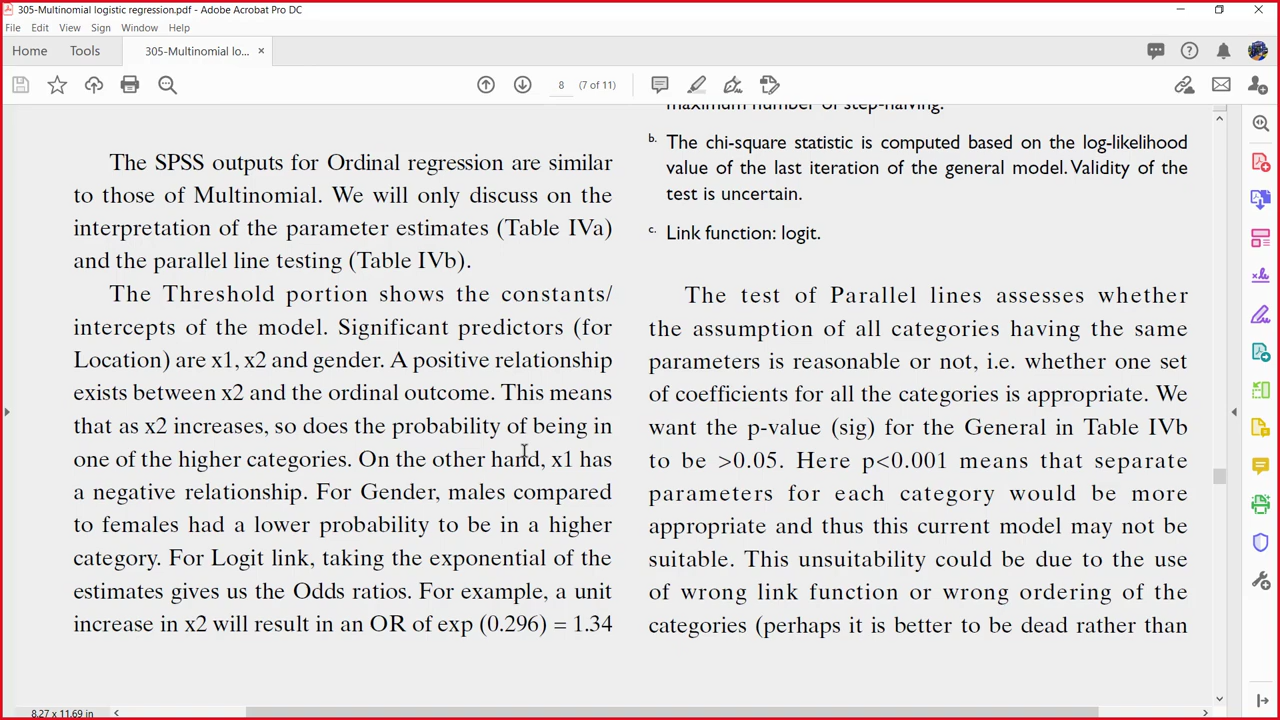 305-Multinomial logistic regression.pdf - Adobe Acrobat Pro DC
File Edit View Sign Window Help
Home Tools 305-Multinomial lo... ×
8 (7 of 11)
The SPSS outputs for Ordinal regression are similar
to those of Multinomial. We will only discuss on the
interpretation of the parameter estimates (Table IVa)
and the parallel line testing (Table IVb).
The Threshold portion shows the constants/
intercepts of the model. Significant predictors (for
Location) are x1, x2 and gender. A positive relationship
exists between x2 and the ordinal outcome. This means
that as x2 increases, so does the probability of being in
one of the higher categories. On the other hand, x1 has
a negative relationship. For Gender, males compared
to females had a lower probability to be in a higher
category. For Logit link, taking the exponential of the
estimates gives us the Odds ratios. For example, a unit
increase in x2 will result in an OR of exp (0.296) = 1.34
maximum number of step-halving.
b. The chi-square statistic is computed based on the log-likelihood
value of the last iteration of the general model. Validity of the
test is uncertain.
c. Link function: logit.
The test of Parallel lines assesses whether
the assumption of all categories having the same
parameters is reasonable or not, i.e. whether one set
of coefficients for all the categories is appropriate. We
want the p-value (sig) for the General in Table IVb
to be >0.05. Here p<0.001 means that separate
parameters for each category would be more
appropriate and thus this current model may not be
suitable. This unsuitability could be due to the use
of wrong link function or wrong ordering of the
categories (perhaps it is better to be dead rather than
8.27 x 11.69 in